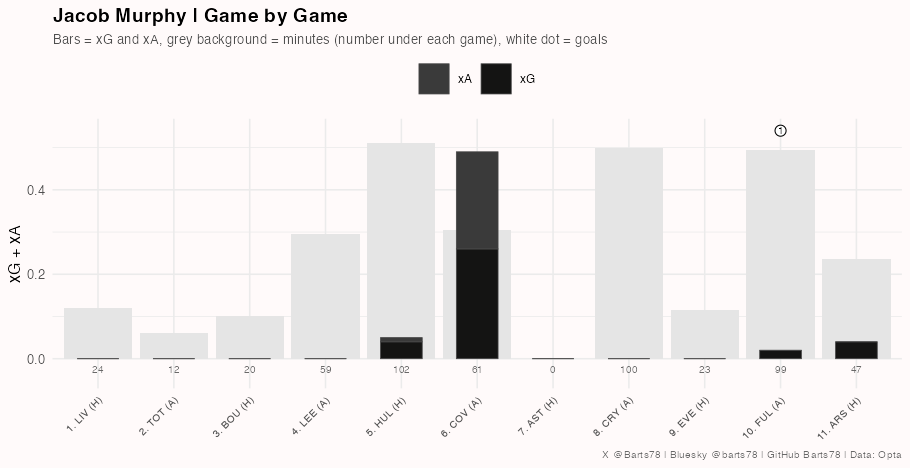 Jacob Murphy | Game by Game
Bars = xG and xA, grey background = minutes (number under each game), white dot = goals
xA xG
1
xG + xA
0.4
0.2
0.0
24 12 20 59 102 61 0 100 23 99 47
1. LIV (H) 2. TOT (A) 3. BOU (H) 4. LEE (A) 5. HUL (H) 6. COV (A) 7. AST (H) 8. CRY (A) 9. EVE (H) 10. FUL (A) 11. ARS (H)
X @Barts78 | Bluesky @barts78 | GitHub Barts78 | Data: Opta